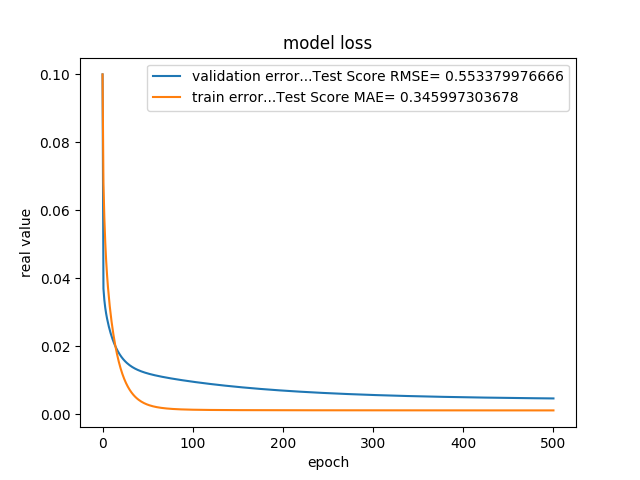 model loss
validation error...Test Score RMSE= 0.553379976666
train error...Test Score MAE= 0.345997303678
0.10
0.08
0.06
0.04
0.02
0.00
real value
0 100 200 300 400 500
epoch